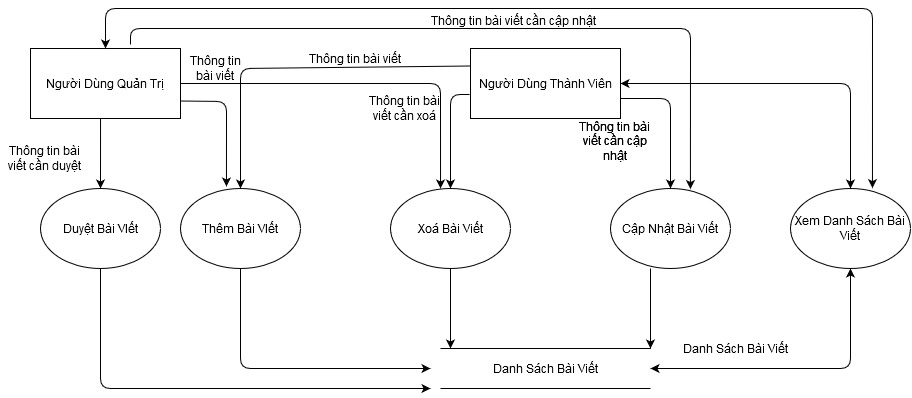 Thông tin bài viết cần cập nhật
Thông tin
bài viết
Thông tin bài viết
Người Dùng Quản Trị
Người Dùng Thành Viên
Thông tin bài
viết cần xoá
Thông tin bài
viết cần cập
nhật
Thông tin bài
viết cần duyệt
Duyệt Bài VIết
Thêm Bài VIết
Xoá Bài Viết
Cập Nhật Bài Viết
Xem Danh Sách Bài
Viết
Danh Sách Bài Viết
Danh Sách Bài Viết